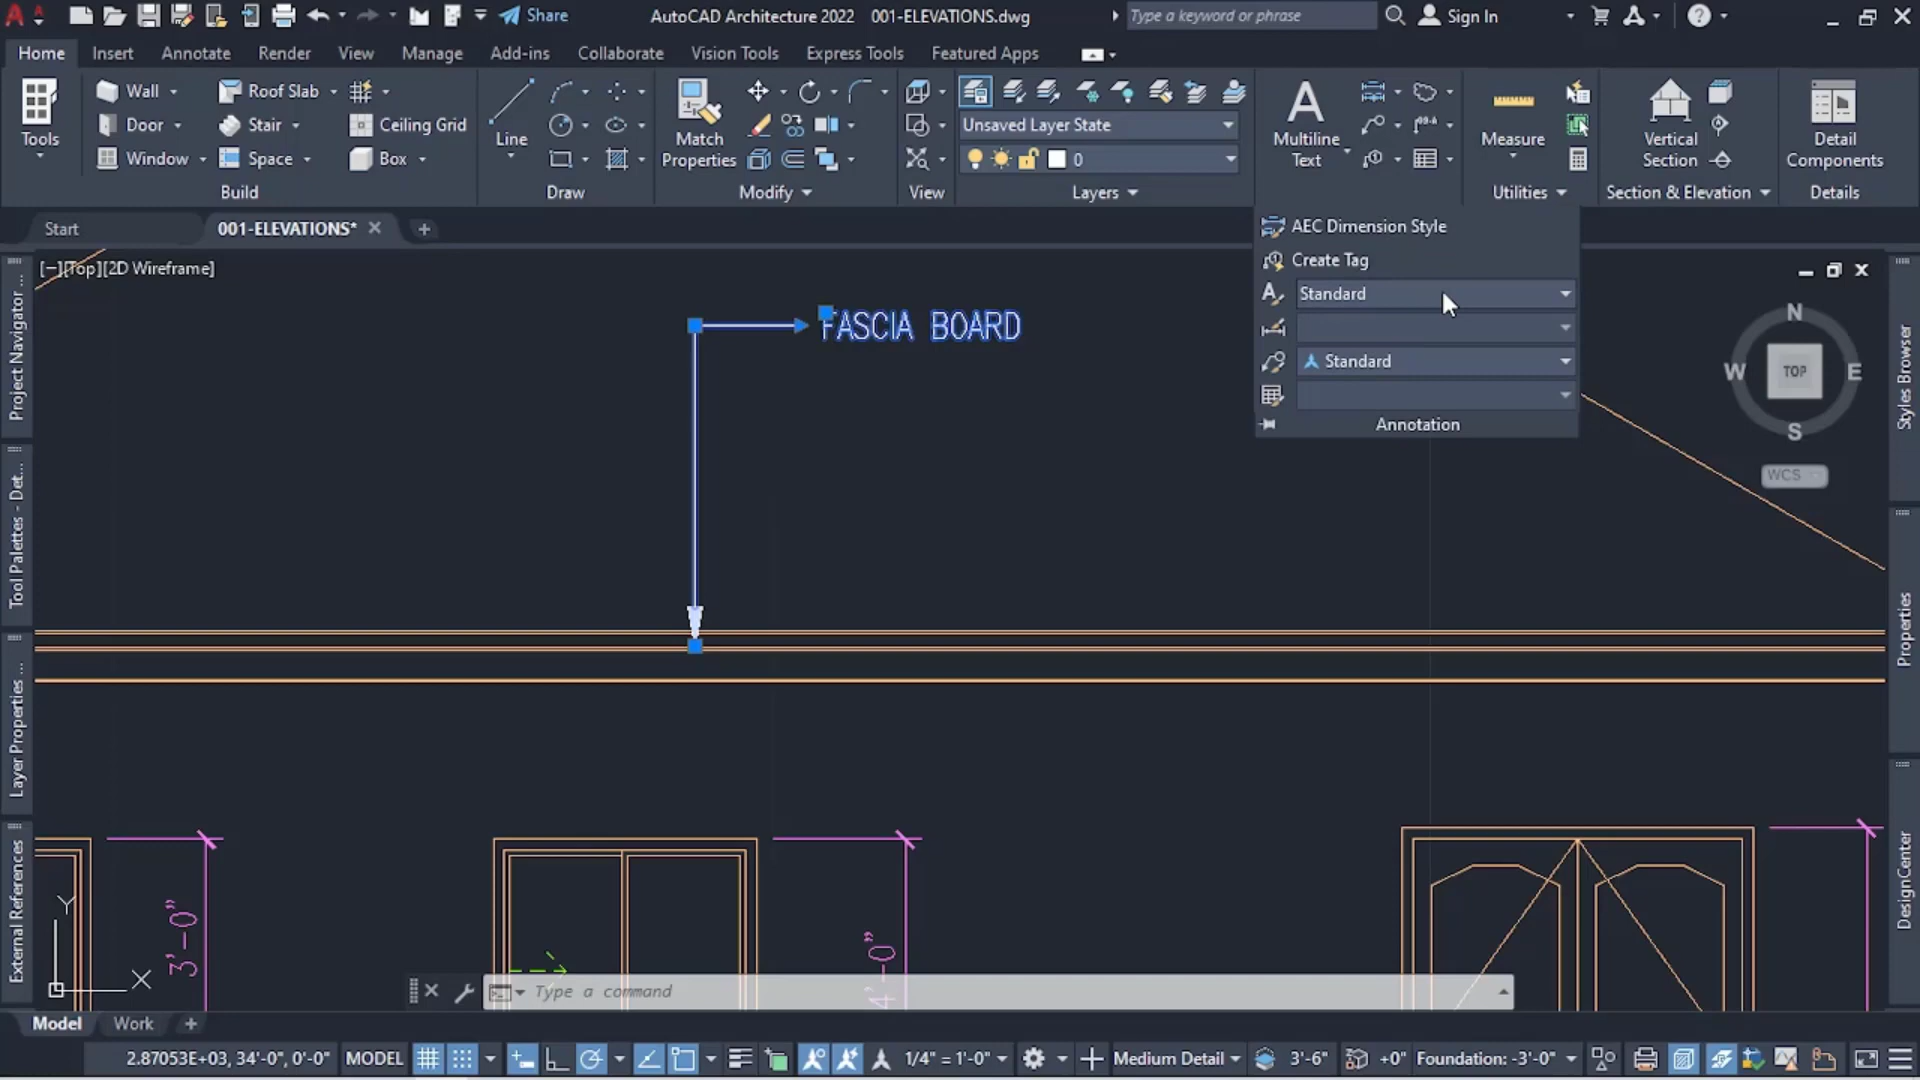 Share
AutoCAD Architecture 2022 001-ELEVATIONS.dwg
Type a keyword or phrase
Sign In
Home Insert Annotate Render View Manage Add-ins Collaborate Vision Tools Express Tools Featured Apps
Tools
Wall
Door
Window
Roof Slab
Stair
Space
Ceiling Grid
Box
Build
Line
Draw
Match
Properties
Modify
View
Unsaved Layer State
0
Layers
A
Multiline
Text
Measure
Utilities
Vertical
Section
Section & Elevation
Detail
Components
Details
Start
001-ELEVATIONS*
AEC Dimension Style
Create Tag
Standard
Standard
Annotation
[−][Top][2D Wireframe]
FASCIA BOARD
N
W TOP E
S
WCS
Project Navigator ...
Tool Palettes - Det...
Layer Properties ...
External References
Styles Browser
Properties
DesignCenter
3'-0"
4'-0"
Y
X
Type a command
Model Work
2.87053E+03, 34'-0", 0'-0" MODEL
1/4" = 1'-0"
Medium Detail
3'-6"
+0"
Foundation: -3'-0"